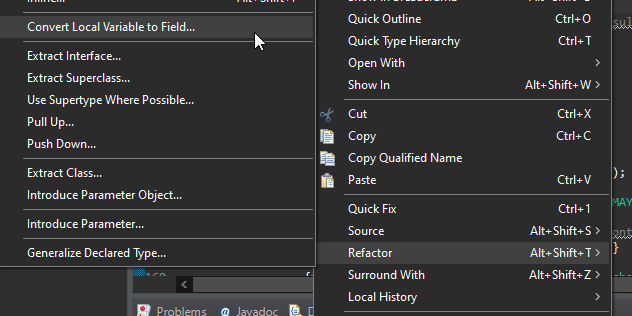 Convert Local Variable to Field...
Extract Interface...
Extract Superclass...
Use Supertype Where Possible...
Pull Up...
Push Down...
Extract Class...
Introduce Parameter Object...
Introduce Parameter...
Generalize Declared Type...
Quick Outline Ctrl+O
Quick Type Hierarchy Ctrl+T
Open With >
Show In Alt+Shift+W >
Cut Ctrl+X
Copy Ctrl+C
Copy Qualified Name
Paste Ctrl+V
Quick Fix Ctrl+1
Source Alt+Shift+S >
Refactor Alt+Shift+T >
Surround With Alt+Shift+Z >
Local History >
);
MAY
}
Problems @ Javadoc